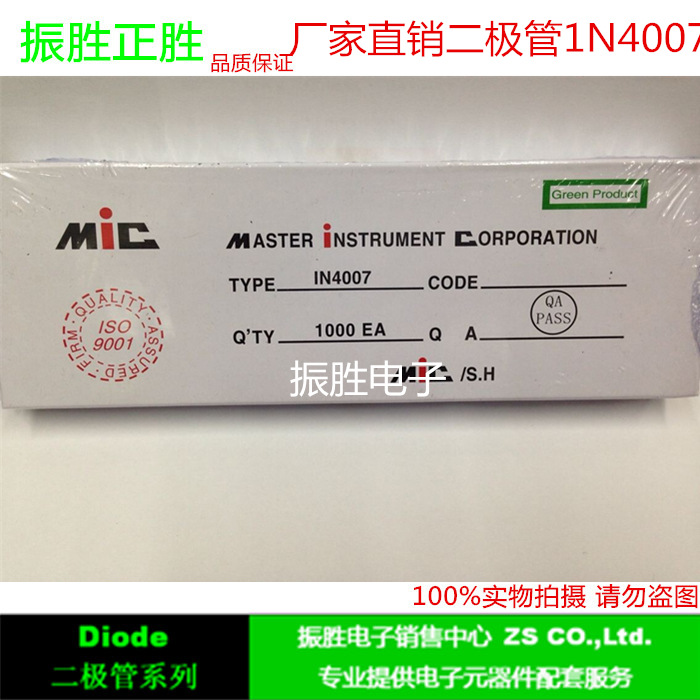 振胜正胜
品质保证
厂家直销二极管1N4007
Green Product
MiC
MASTER iNSTRUMENT CORPORATION
TYPE IN4007 CODE
FIRM·QUALITY·ASSURED
ISO
9001
QA
PASS
Q'TY 1000 EA Q A
MiC /S.H
振胜电子
100%实物拍摄 请勿盗图
Diode
二极管系列
振胜电子销售中心 ZS CO.,Ltd.
专业提供电子元器件配套服务